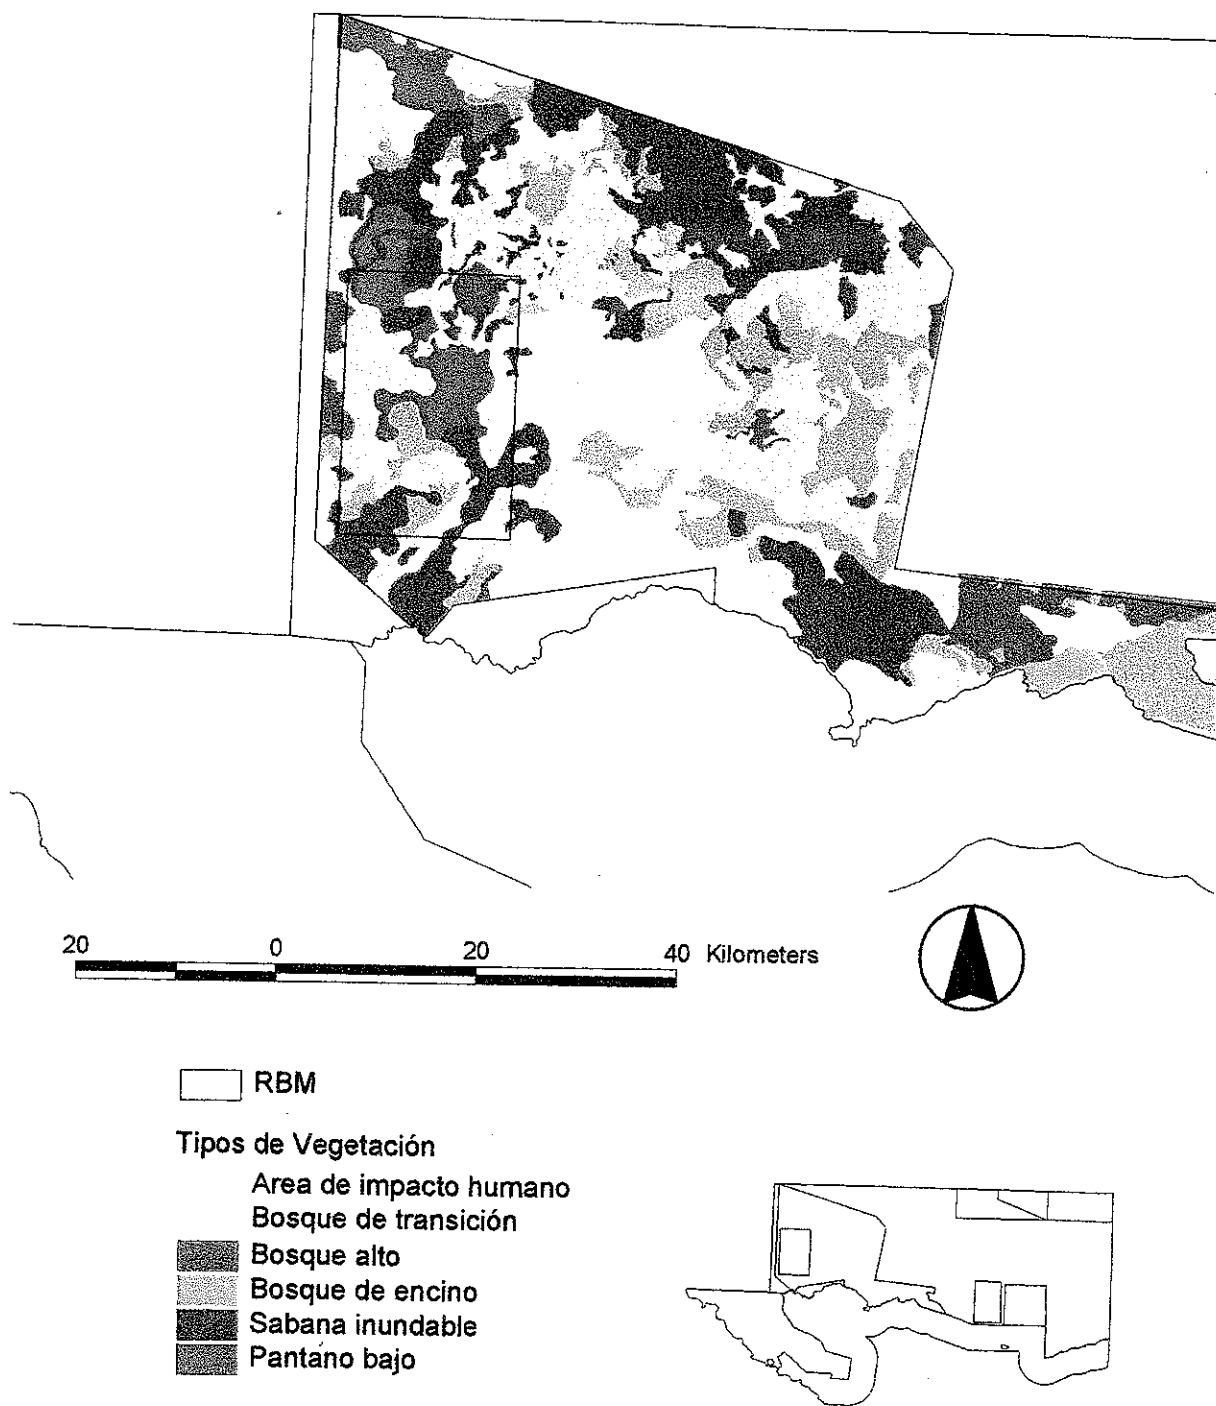 20 0 20 40 Kilometers
RBM
Tipos de Vegetación
Area de impacto humano
Bosque de transición
Bosque alto
Bosque de encino
Sabana inundable
Pantano bajo